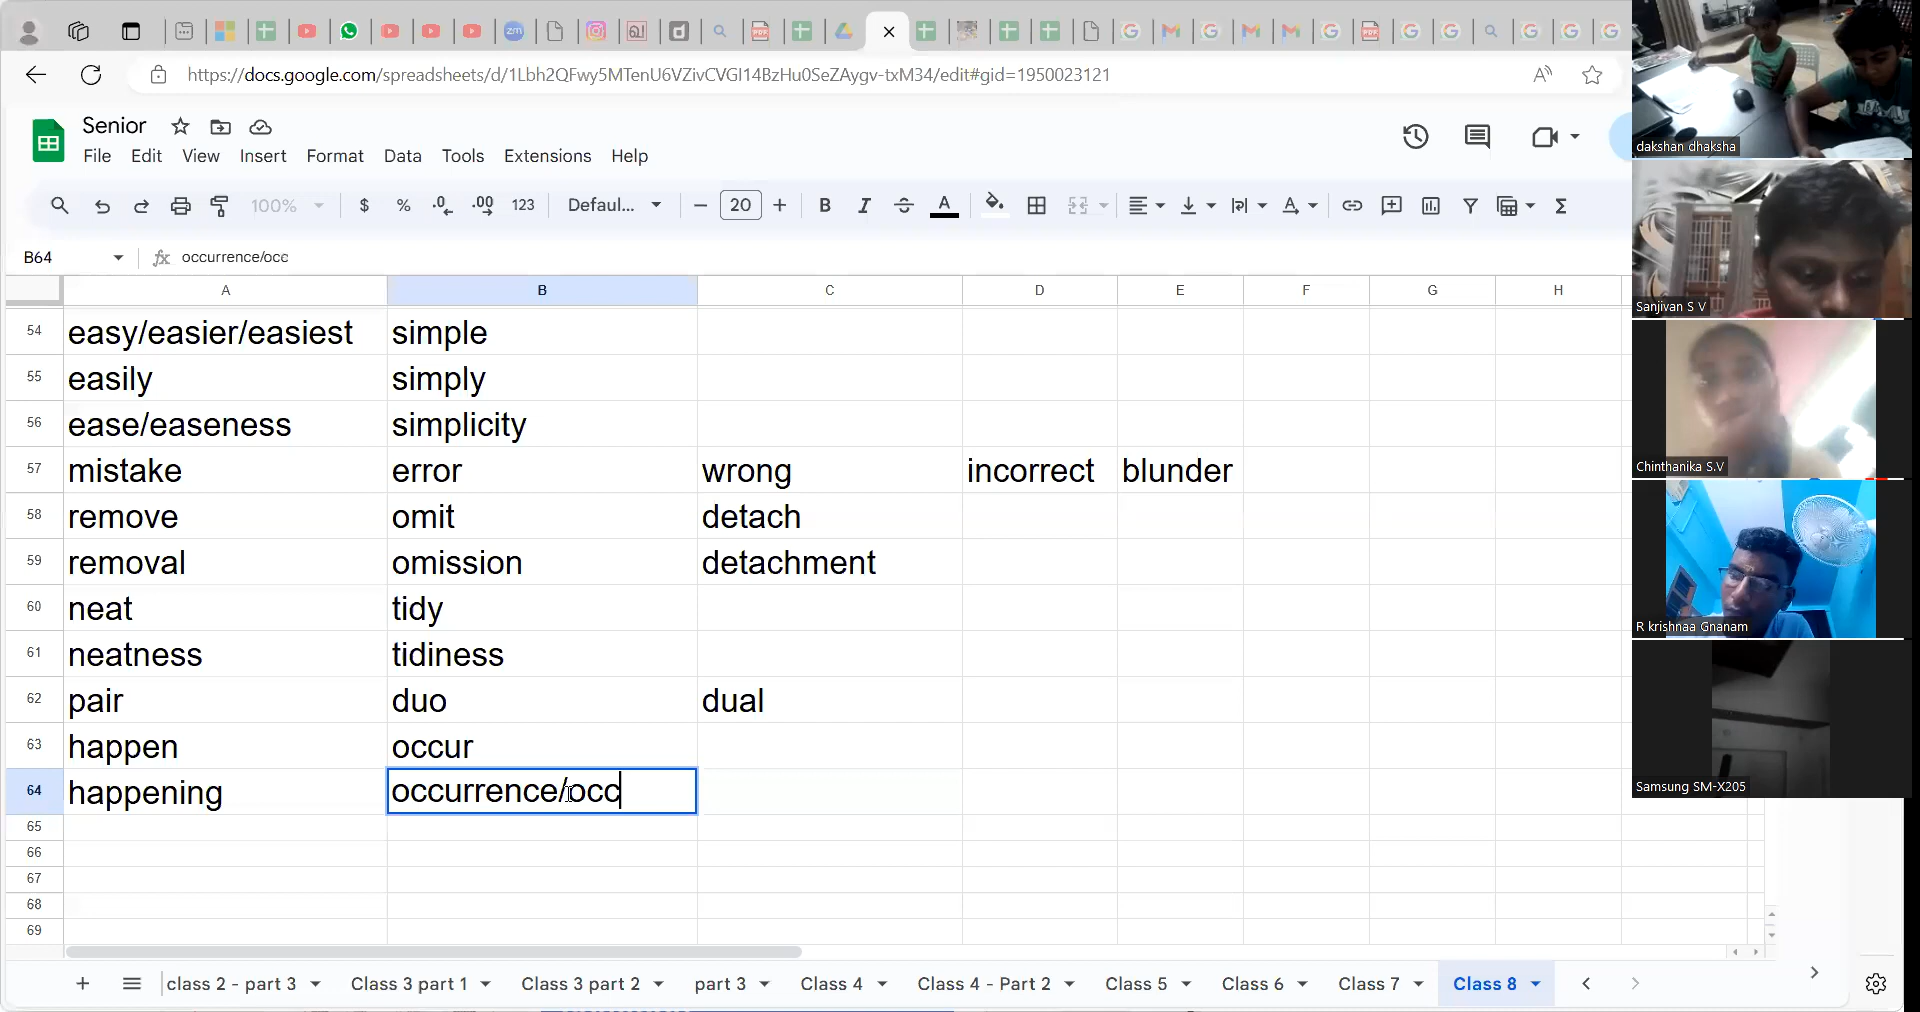 https://docs.google.com/spreadsheets/d/1Lbh2QFwy5MTenU6VZivCVGI14BzHu0SeZAygv-txM34/edit#gid=1950023121
Senior
File Edit View Insert Format Data Tools Extensions Help
100% $ % .0 .00 123 Defaul... 20
B64 fx occurrence/occ
A B C D E F G H
54 easy/easier/easiest simple
55 easily simply
56 ease/easeness simplicity
57 mistake error wrong incorrect blunder
58 remove omit detach
59 removal omission detachment
60 neat tidy
61 neatness tidiness
62 pair duo dual
63 happen occur
64 happening occurrence/occ
65
66
67
68
69
class 2 - part 3 Class 3 part 1 Class 3 part 2 part 3 Class 4 Class 4 - Part 2 Class 5 Class 6 Class 7 Class 8
dakshan dhaksha
Sanjivan S V
Chinthanika S.V
R krishnaa Gnanam
Samsung SM-X205